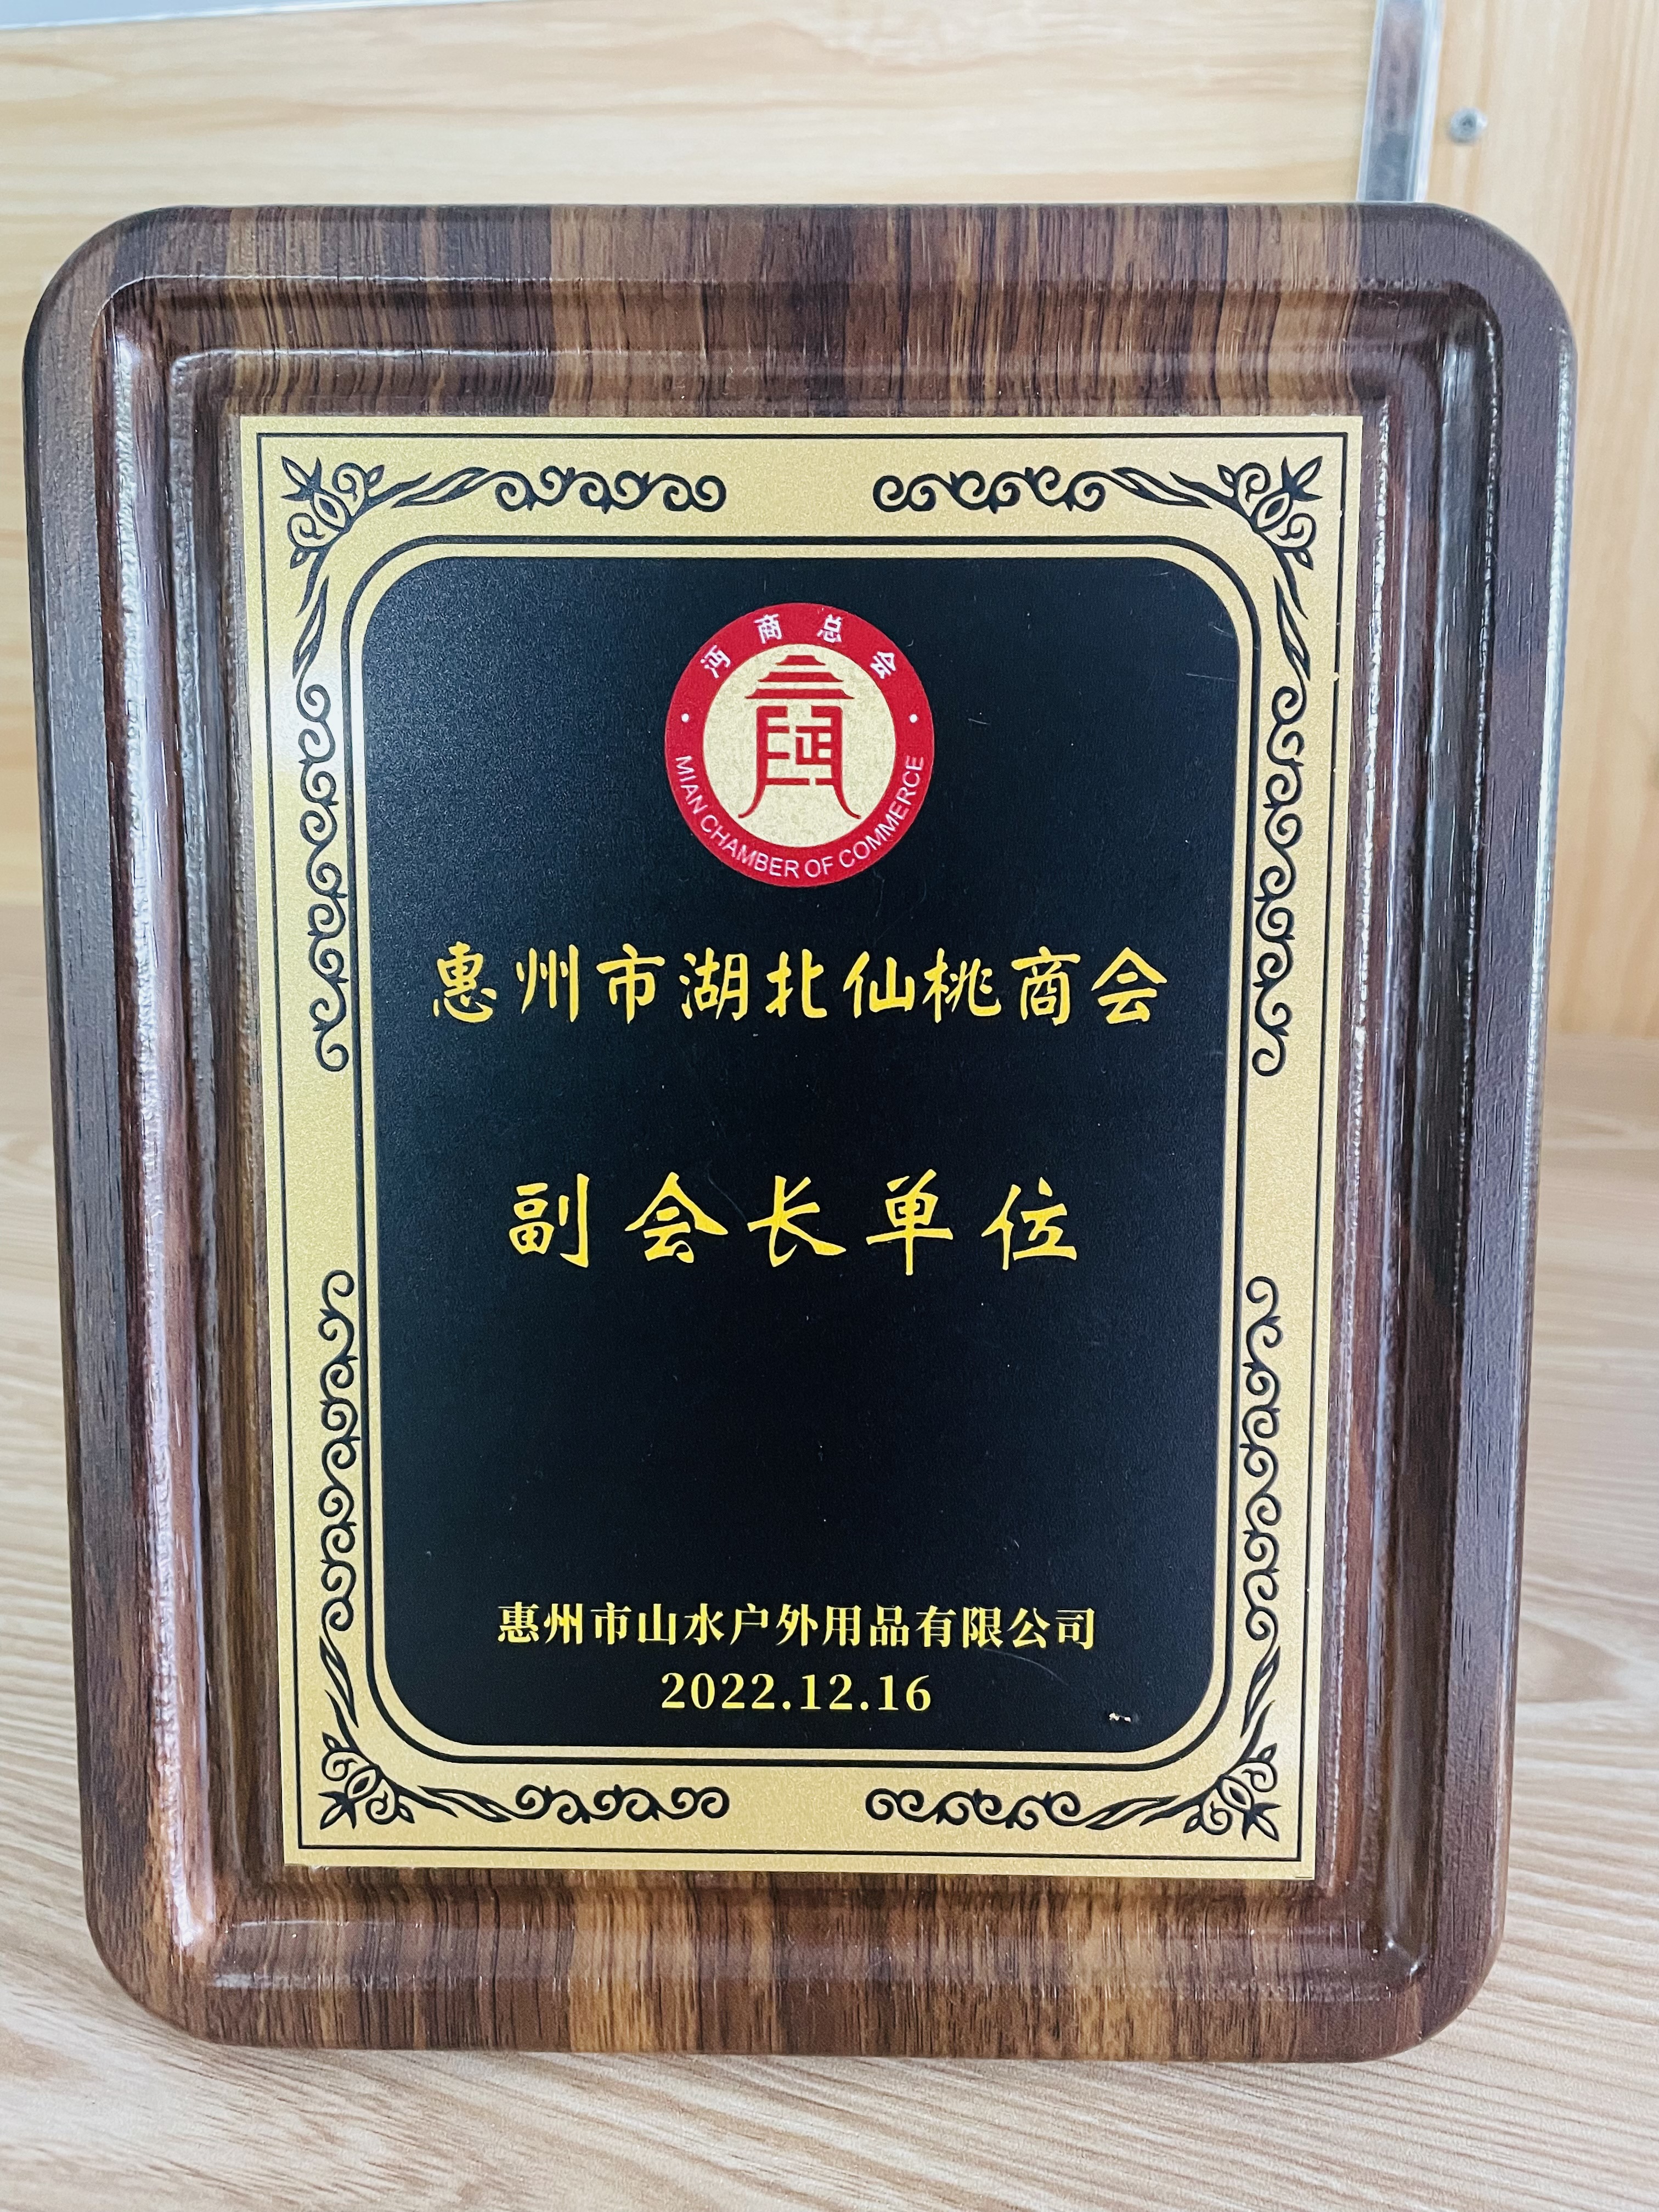 沔商总会
MIAN CHAMBER OF COMMERCE
惠州市湖北仙桃商会
副会长单位
惠州市山水户外用品有限公司
2022.12.16